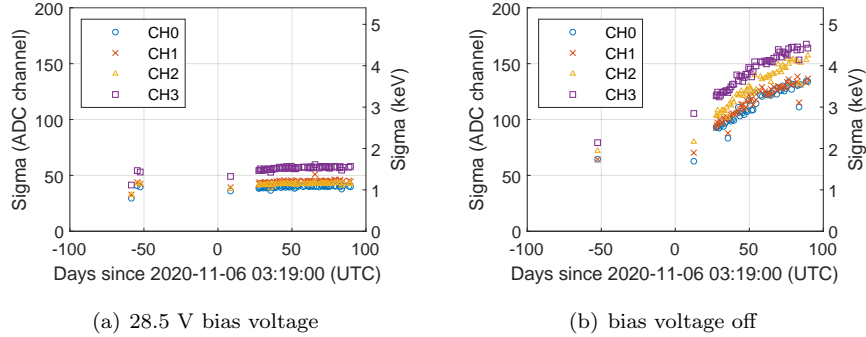 200
150
100
50
0
Sigma (ADC channel)
CH0
CH1
CH2
CH3
5
4
3
2
1
0
Sigma (keV)
-100 -50 0 50 100
Days since 2020-11-06 03:19:00 (UTC)
(a) 28.5 V bias voltage
200
150
100
50
0
Sigma (ADC channel)
CH0
CH1
CH2
CH3
5
4
3
2
1
0
Sigma (keV)
-100 -50 0 50 100
Days since 2020-11-06 03:19:00 (UTC)
(b) bias voltage off